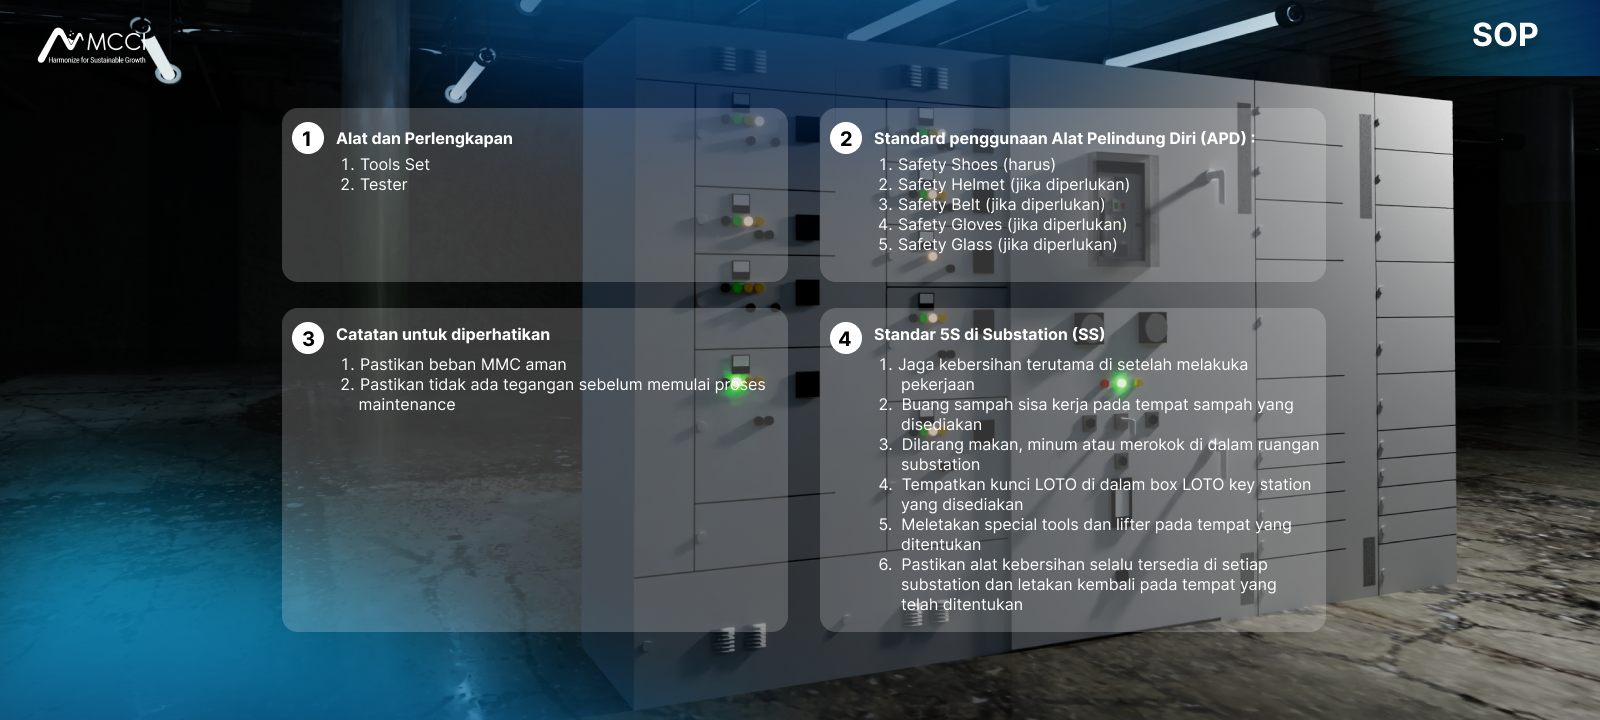 MCCI
Harmonize for Sustainable Growth
SOP
1
Alat dan Perlengkapan
1. Tools Set
2. Tester
2
Standard penggunaan Alat Pelindung Diri (APD) :
1. Safety Shoes (harus)
2. Safety Helmet (jika diperlukan)
3. Safety Belt (jika diperlukan)
4. Safety Gloves (jika diperlukan)
5. Safety Glass (jika diperlukan)
3
Catatan untuk diperhatikan
1. Pastikan beban MMC aman
2. Pastikan tidak ada tegangan sebelum memulai proses
maintenance
4
Standar 5S di Substation (SS)
1. Jaga kebersihan terutama di setelah melakuka
pekerjaan
2. Buang sampah sisa kerja pada tempat sampah yang
disediakan
3. Dilarang makan, minum atau merokok di dalam ruangan
substation
4. Tempatkan kunci LOTO di dalam box LOTO key station
yang disediakan
5. Meletakan special tools dan lifter pada tempat yang
ditentukan
6. Pastikan alat kebersihan selalu tersedia di setiap
substation dan letakan kembali pada tempat yang
telah ditentukan